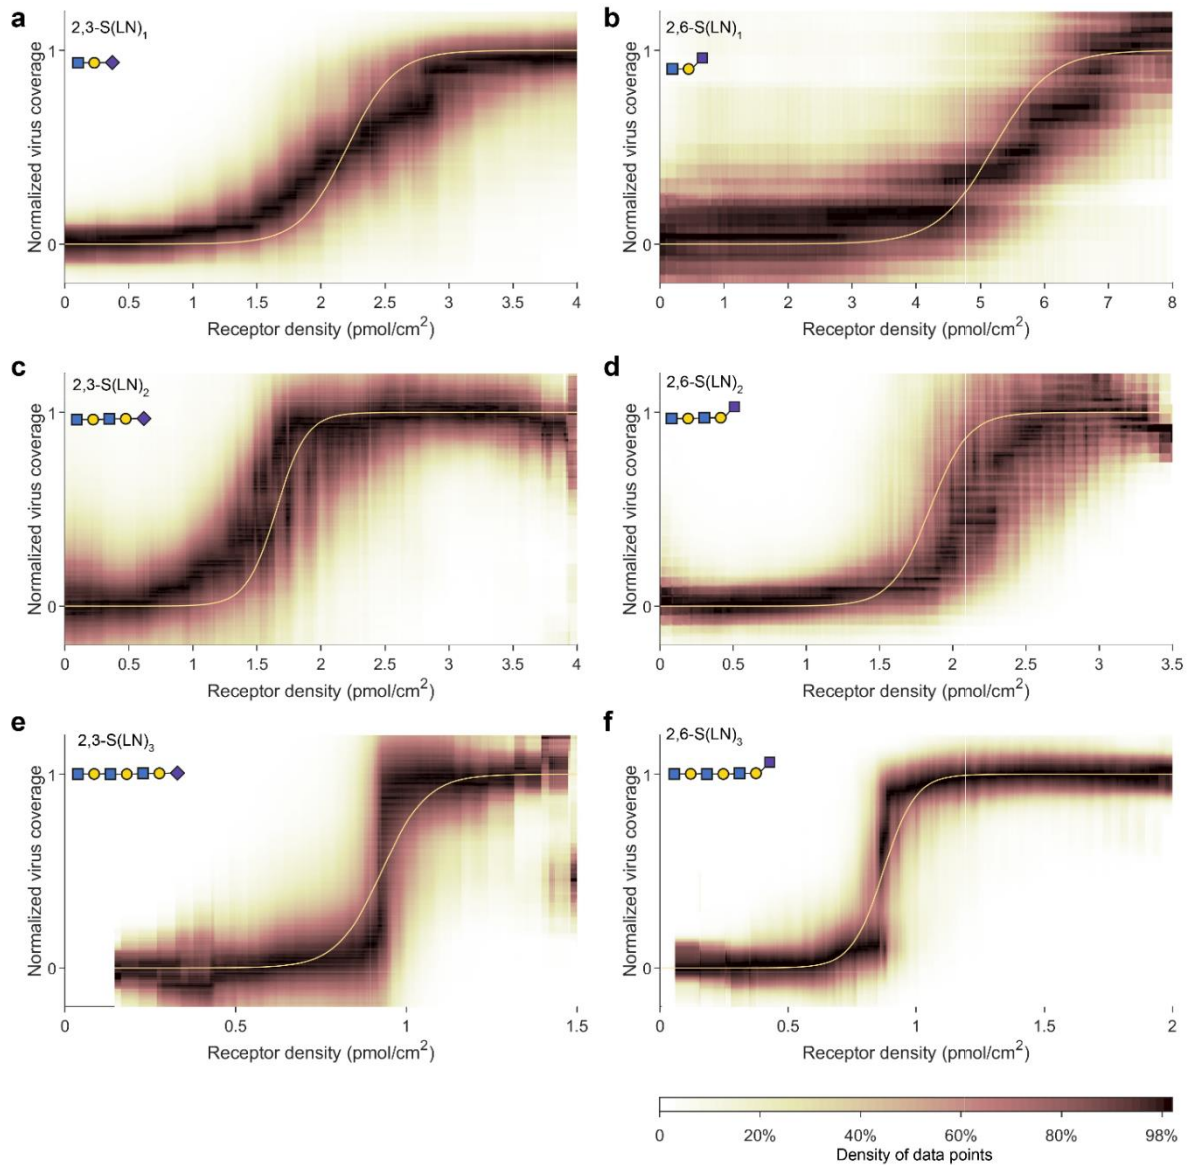 a
2,3-S(LN)1
Normalized virus coverage
1
0
0 0.5 1 1.5 2 2.5 3 3.5 4
Receptor density (pmol/cm2)
b
2,6-S(LN)1
Normalized virus coverage
1
0
0 1 2 3 4 5 6 7 8
Receptor density (pmol/cm2)
c
2,3-S(LN)2
Normalized virus coverage
1
0
0 0.5 1 1.5 2 2.5 3 3.5 4
Receptor density (pmol/cm2)
d
2,6-S(LN)2
Normalized virus coverage
1
0
0 0.5 1 1.5 2 2.5 3 3.5
Receptor density (pmol/cm2)
e
2,3-S(LN)3
Normalized virus coverage
1
0
0 0.5 1 1.5
Receptor density (pmol/cm2)
f
2,6-S(LN)3
Normalized virus coverage
1
0
0 0.5 1 1.5 2
Receptor density (pmol/cm2)
0 20% 40% 60% 80% 98%
Density of data points